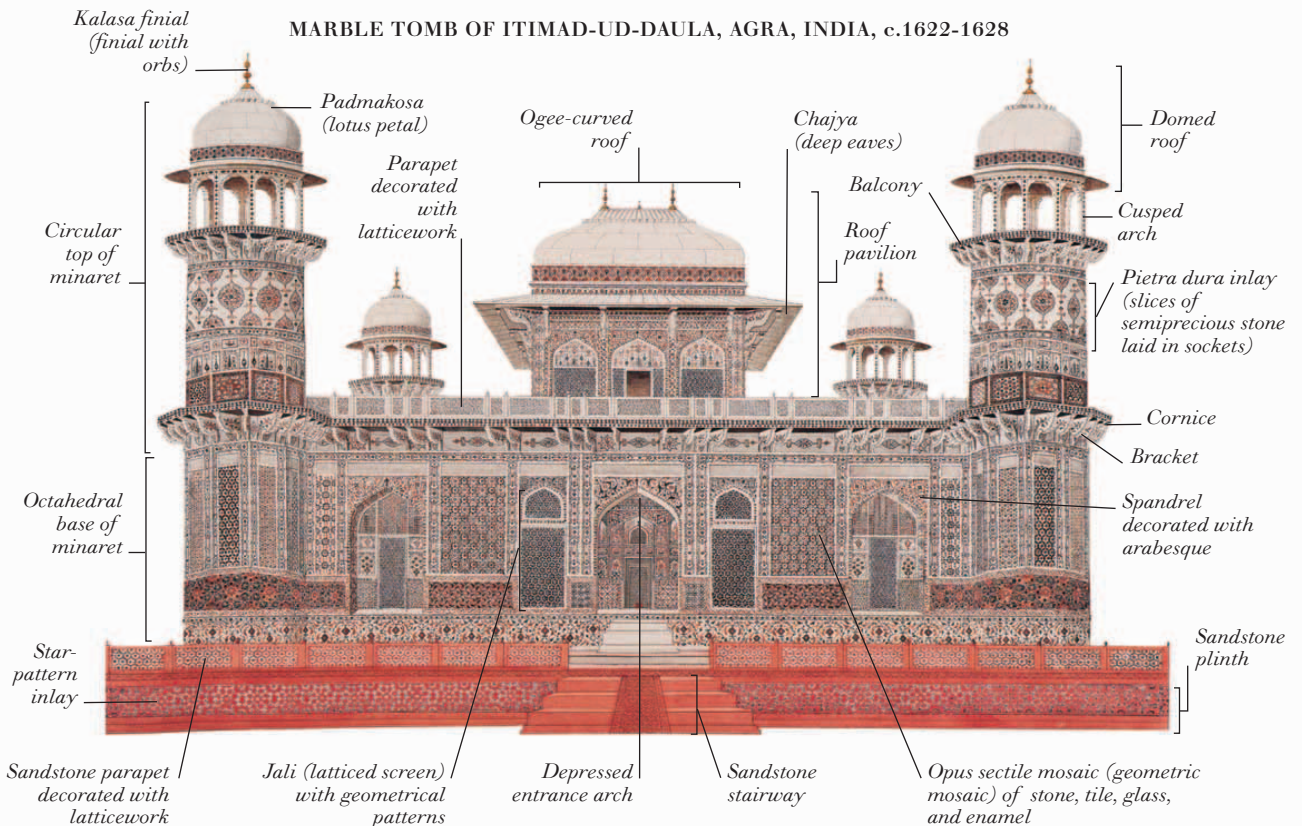 MARBLE TOMB OF ITIMAD-UD-DAULA, AGRA, INDIA, c.1622-1628
Kalasa finial
(finial with
orbs)
Padmakosa
(lotus petal)
Parapet
decorated
with
latticework
Ogee-curved
roof
Chajya
(deep eaves)
Domed
roof
Balcony
Cusped
arch
Circular
top of
minaret
Roof
pavilion
Pietra dura inlay
(slices of
semiprecious stone
laid in sockets)
Cornice
Bracket
Octahedral
base of
minaret
Spandrel
decorated with
arabesque
Star-
pattern
inlay
Sandstone
plinth
Sandstone parapet
decorated with
latticework
Jali (latticed screen)
with geometrical
patterns
Depressed
entrance arch
Sandstone
stairway
Opus sectile mosaic (geometric
mosaic) of stone, tile, glass,
and enamel